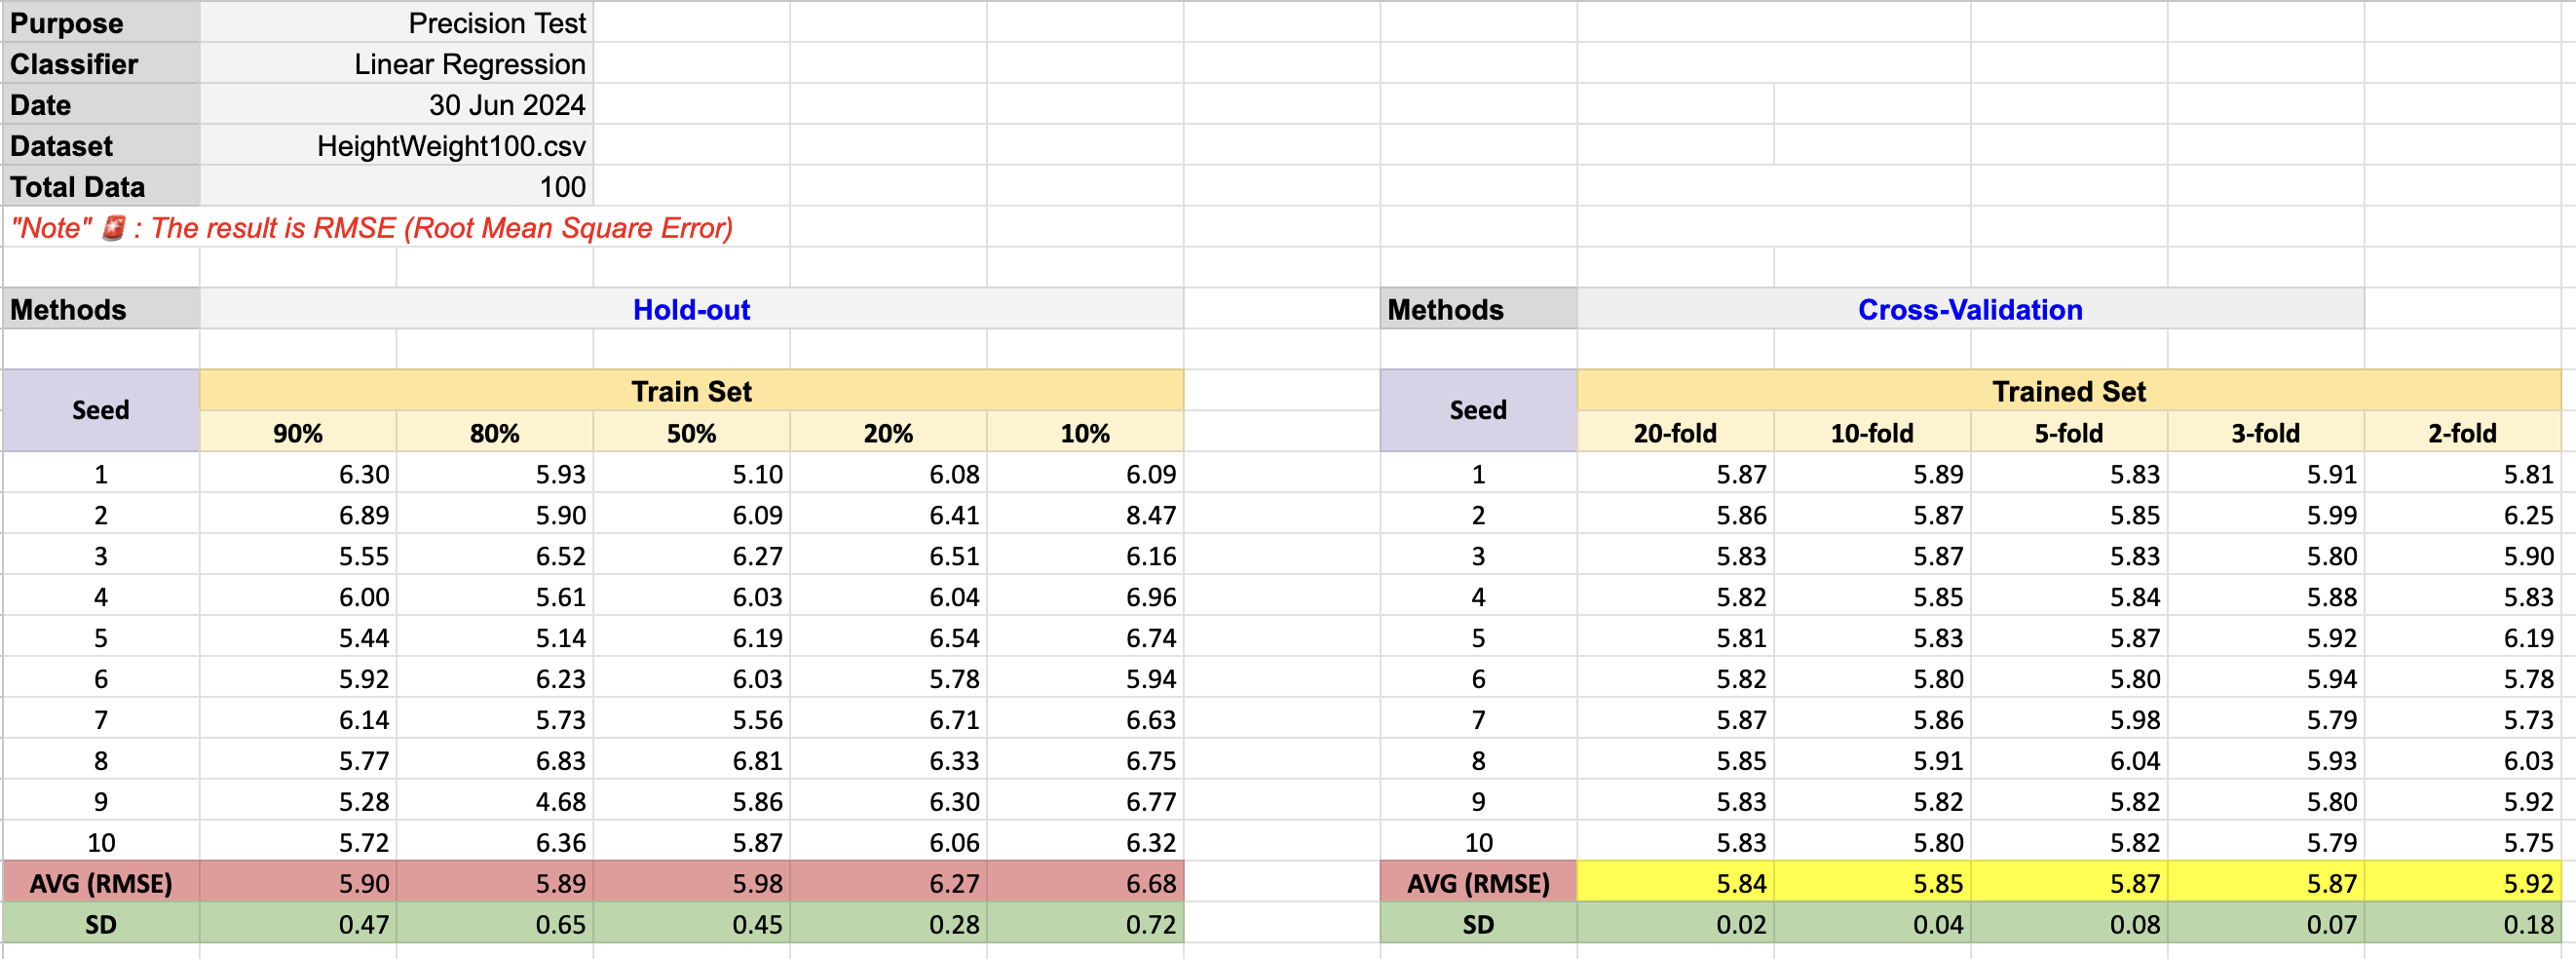 Purpose Precision Test
Classifier Linear Regression
Date 30 Jun 2024
Dataset HeightWeight100.csv
Total Data 100
"Note" 🚨 : The result is RMSE (Root Mean Square Error)
Methods Hold-out Methods Cross-Validation
Seed Train Set Seed Trained Set
90% 80% 50% 20% 10% 20-fold 10-fold 5-fold 3-fold 2-fold
1 6.30 5.93 5.10 6.08 6.09 1 5.87 5.89 5.83 5.91 5.81
2 6.89 5.90 6.09 6.41 8.47 2 5.86 5.87 5.85 5.99 6.25
3 5.55 6.52 6.27 6.51 6.16 3 5.83 5.87 5.83 5.80 5.90
4 6.00 5.61 6.03 6.04 6.96 4 5.82 5.85 5.84 5.88 5.83
5 5.44 5.14 6.19 6.54 6.74 5 5.81 5.83 5.87 5.92 6.19
6 5.92 6.23 6.03 5.78 5.94 6 5.82 5.80 5.80 5.94 5.78
7 6.14 5.73 5.56 6.71 6.63 7 5.87 5.86 5.98 5.79 5.73
8 5.77 6.83 6.81 6.33 6.75 8 5.85 5.91 6.04 5.93 6.03
9 5.28 4.68 5.86 6.30 6.77 9 5.83 5.82 5.82 5.80 5.92
10 5.72 6.36 5.87 6.06 6.32 10 5.83 5.80 5.82 5.79 5.75
AVG (RMSE) 5.90 5.89 5.98 6.27 6.68 AVG (RMSE) 5.84 5.85 5.87 5.87 5.92
SD 0.47 0.65 0.45 0.28 0.72 SD 0.02 0.04 0.08 0.07 0.18